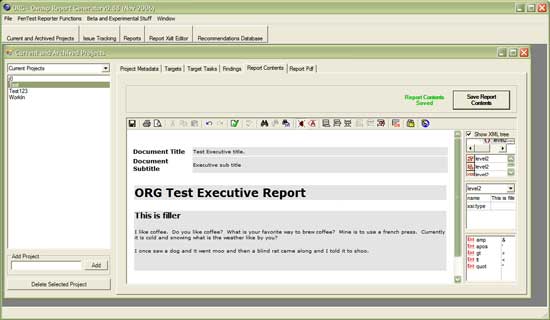 ORG - Owasp Report Generator v0.88 (Nov 2006)
File PenTest Reporter Functions Beta and Experimental Stuff Window
Current and Archived Projects Issue Tracking Reports Report Xslt Editor Recommendations Database
Current and Archived Projects
Current Projects
Test
Test123
WorkIn
Project Metadata Targets Target Tasks Findings Report Contents Report Pdf
Report Contents
Saved
Save Report
Contents
Show XML tree
level2
level2
level2
level2
name This is fille
xsi:type
Document Title Test Executive title.
Document
Subtitle Executive sub title
ORG Test Executive Report
This is filler
I like coffee. Do you like coffee? What is your favorite way to brew coffee? Mine is to use a french press. Currently
it is cold and snowing what is the weather like by you?
I once saw a dog and it went moo and then a blind rat came along and I told it to shoo.
amp &
apos '
gt >
lt <
quot "
Add Project
Add
Delete Selected Project